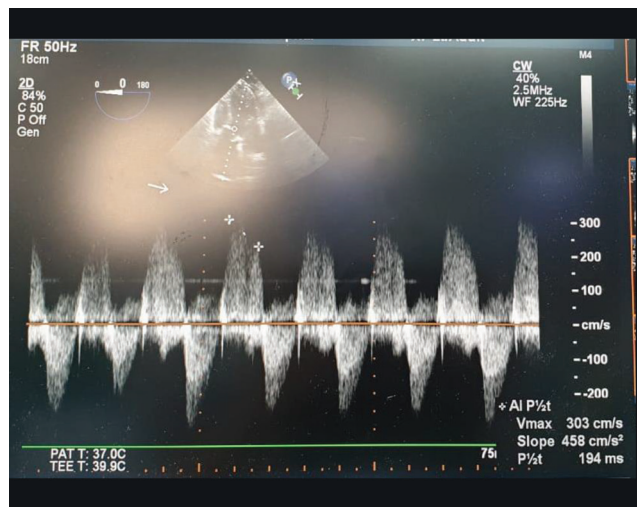 FR 50Hz
18cm
2D
84%
C 50
P Off
Gen
0 0 180
P
M4
CW
40%
2.5MHz
WF 225Hz
300
200
100
cm/s
-100
-200
AI P½t
Vmax 303 cm/s
Slope 458 cm/s²
P½t 194 ms
PAT T: 37.0C
TEE T: 39.9C
75